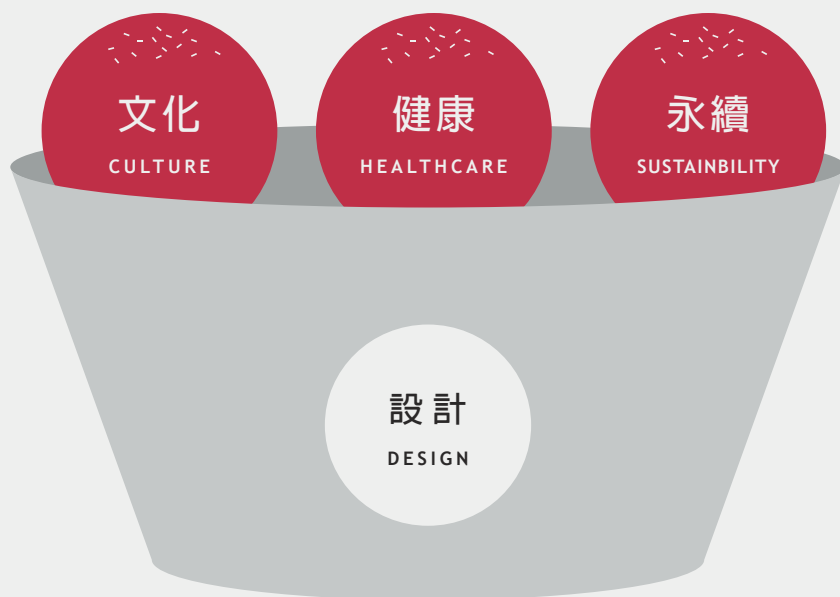 文化
CULTURE
健康
HEALTHCARE
永續
SUSTAINBILITY
設計
DESIGN